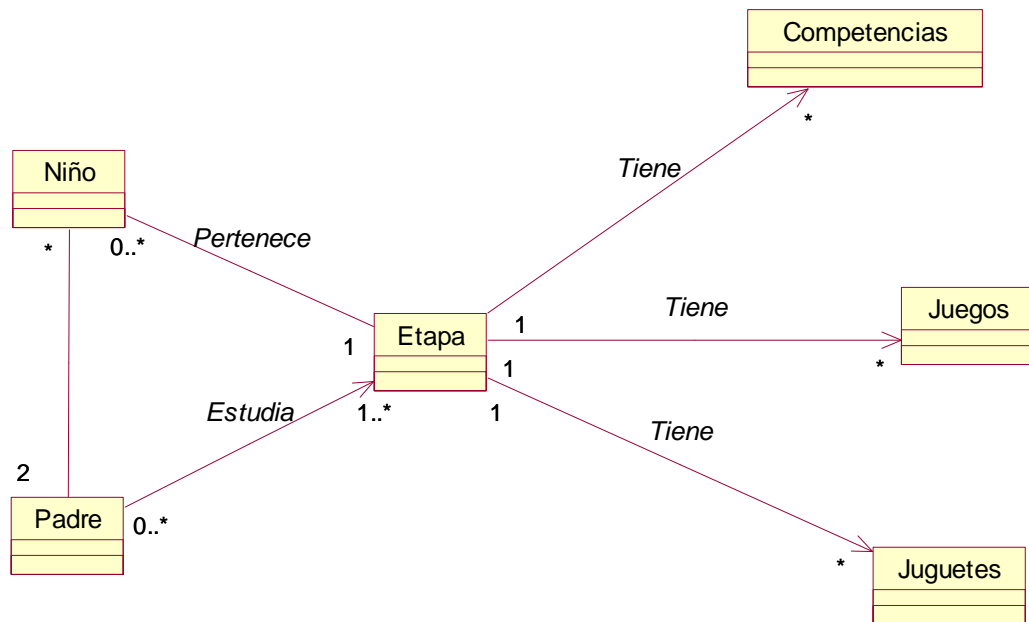 Competencias
*
Tiene
Niño
*
0..*
Pertenece
Tiene
Juegos
*
Etapa
1
1
1
1
1..*
Estudia
Tiene
2
Padre
0..*
*
Juguetes